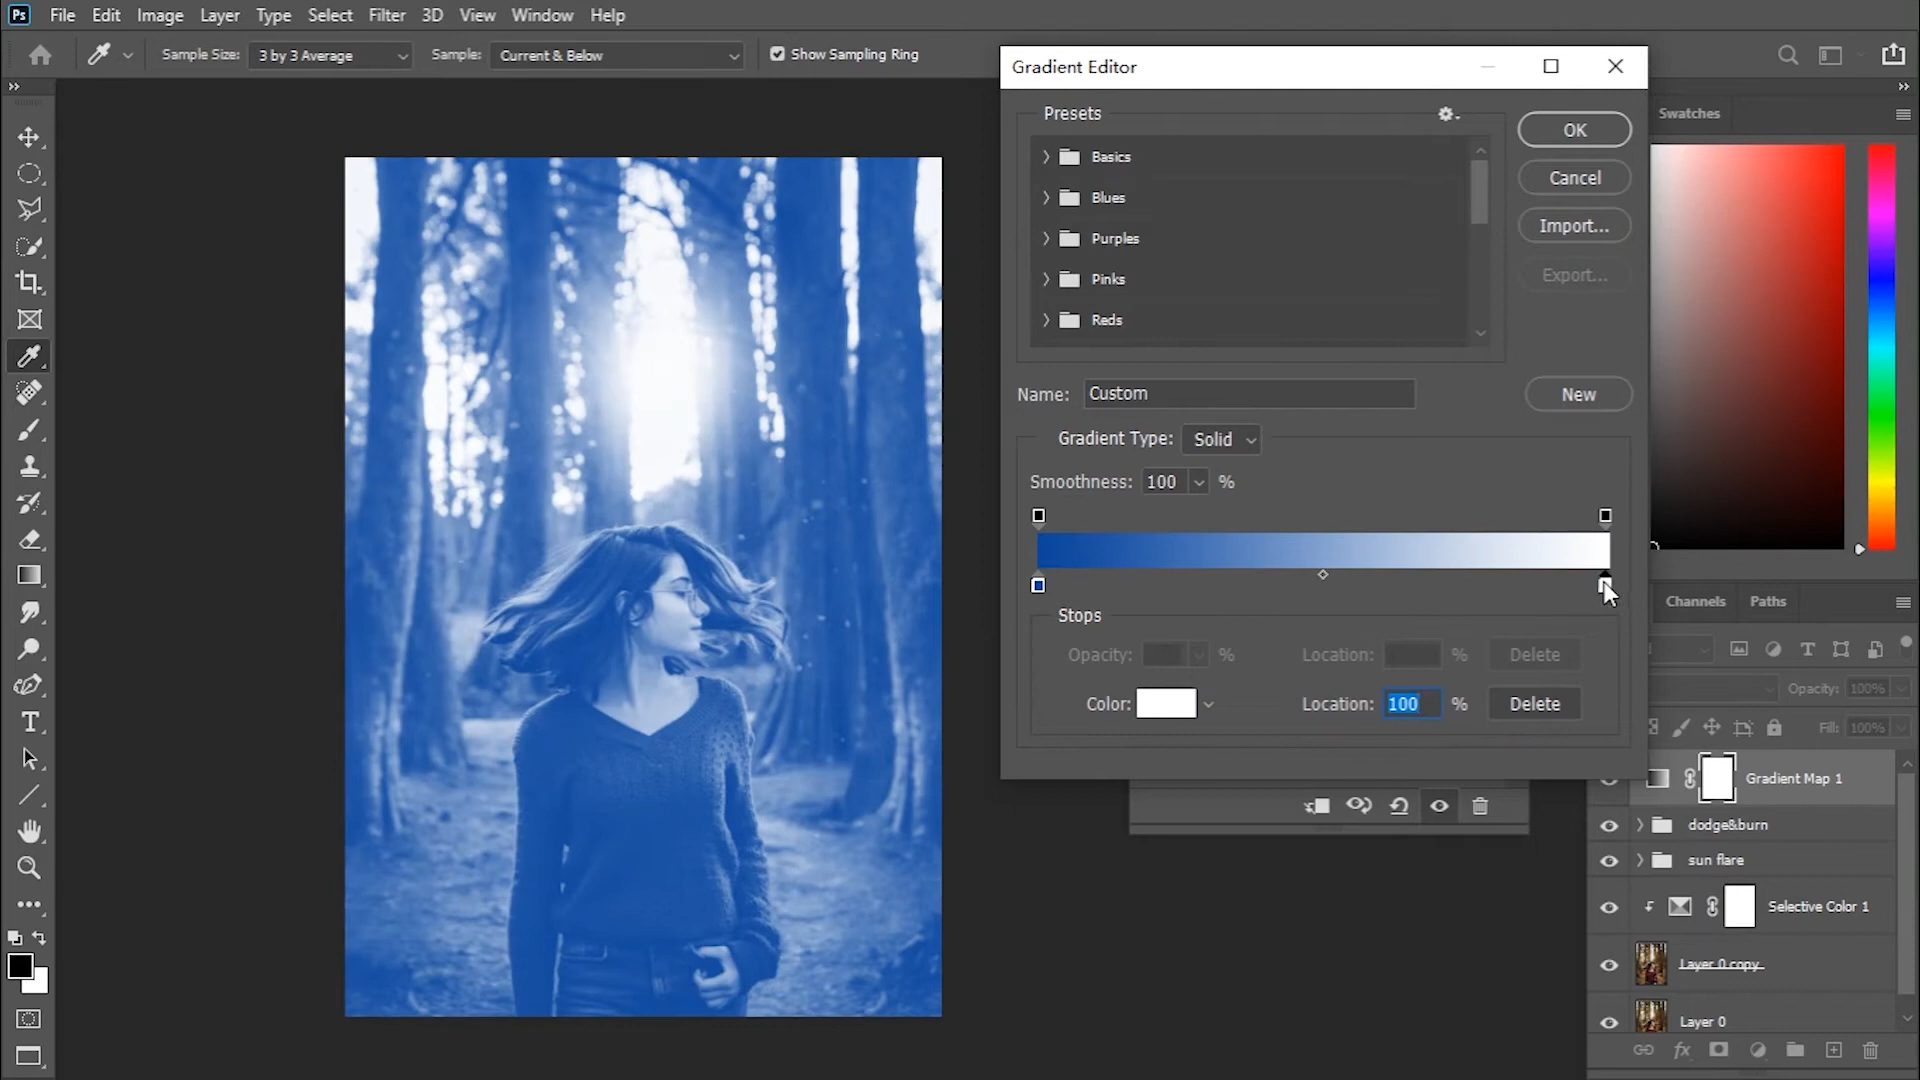 Ps File Edit Image Layer Type Select Filter 3D View Window Help
Sample Size: 3 by 3 Average Sample: Current & Below Show Sampling Ring
Gradient Editor
Presets
Basics
Blues
Purples
Pinks
Reds
OK
Cancel
Import...
Export...
Name: Custom New
Gradient Type: Solid
Smoothness: 100 %
Stops
Opacity: % Location: % Delete
Color: Location: 100 % Delete
Swatches
Channels Paths
Opacity: 100%
Fill: 100%
Gradient Map 1
dodge&burn
sun flare
Selective Color 1
Layer 0 copy
Layer 0